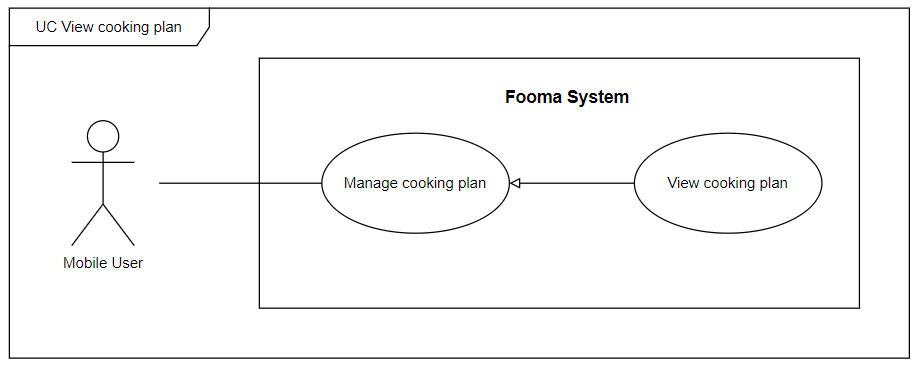 UC View cooking plan
Fooma System
Manage cooking plan
View cooking plan
Mobile User